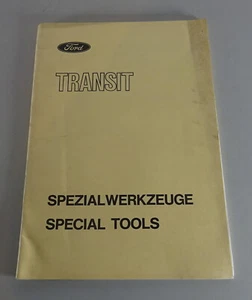 Ford
TRANSIT
SPEZIALWERKZEUGE
SPECIAL TOOLS